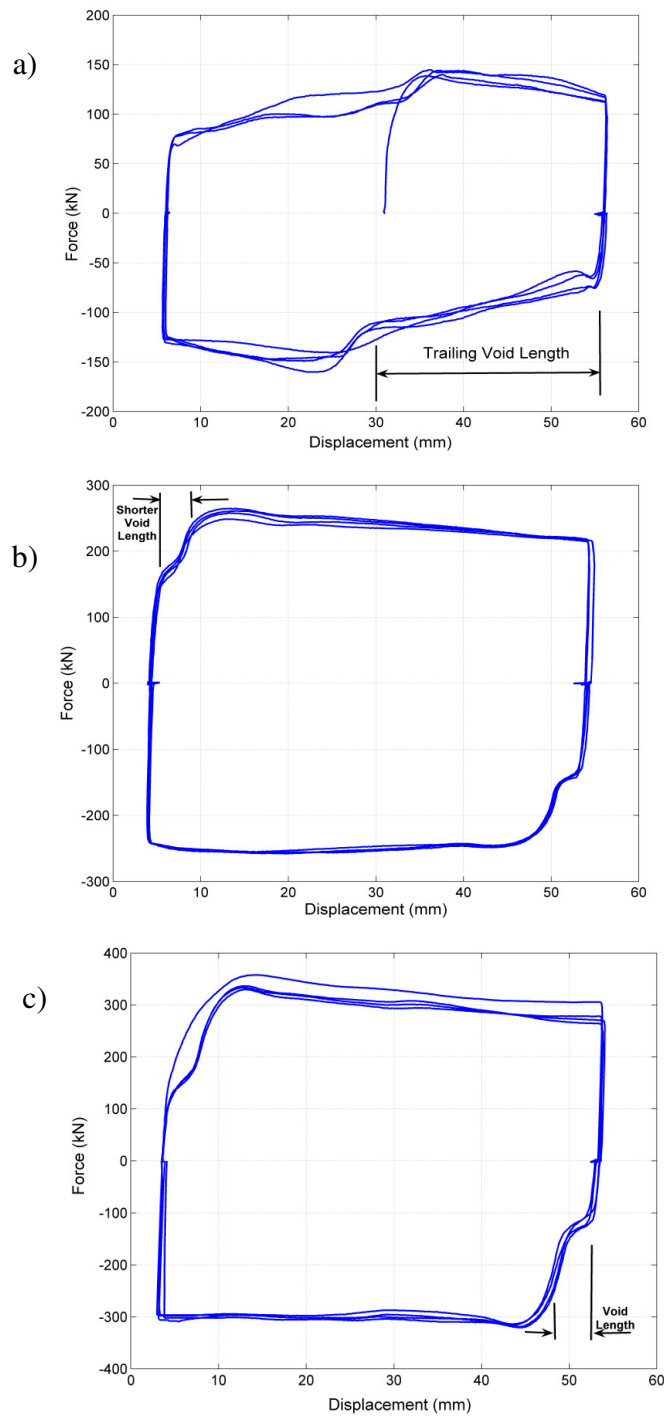 a)
200
150
100
50
0
-50
-100
-150
-200
Force (kN)
Trailing Void Length
0 10 20 30 40 50 60
Displacement (mm)
b)
300
200
100
0
-100
-200
-300
Force (kN)
Shorter
Void
Length
0 10 20 30 40 50 60
Displacement (mm)
c)
400
300
200
100
0
-100
-200
-300
-400
Force (kN)
Void
Length
0 10 20 30 40 50 60
Displacement (mm)